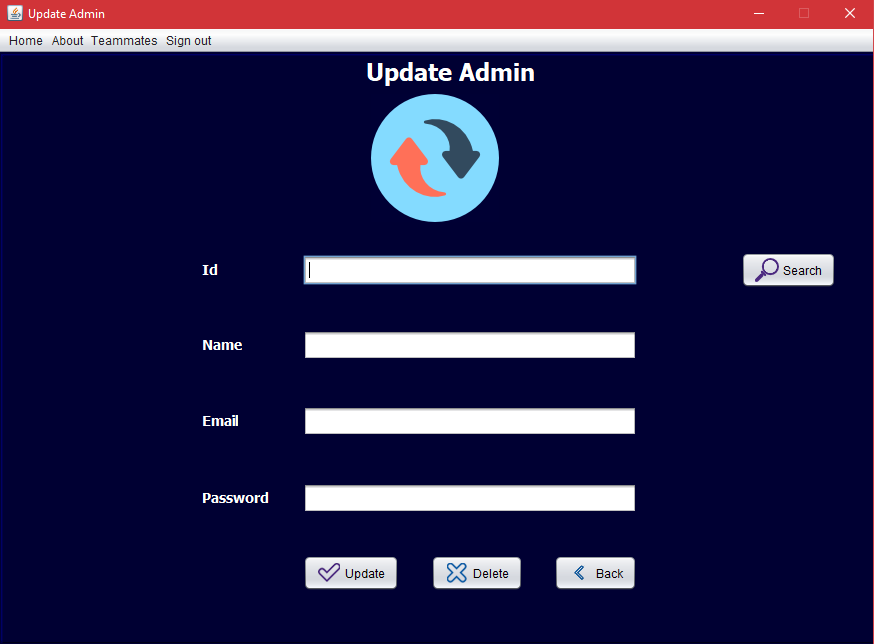 Update Admin
Home About Teammates Sign out
Update Admin
Id
Search
Name
Email
Password
Update Delete Back